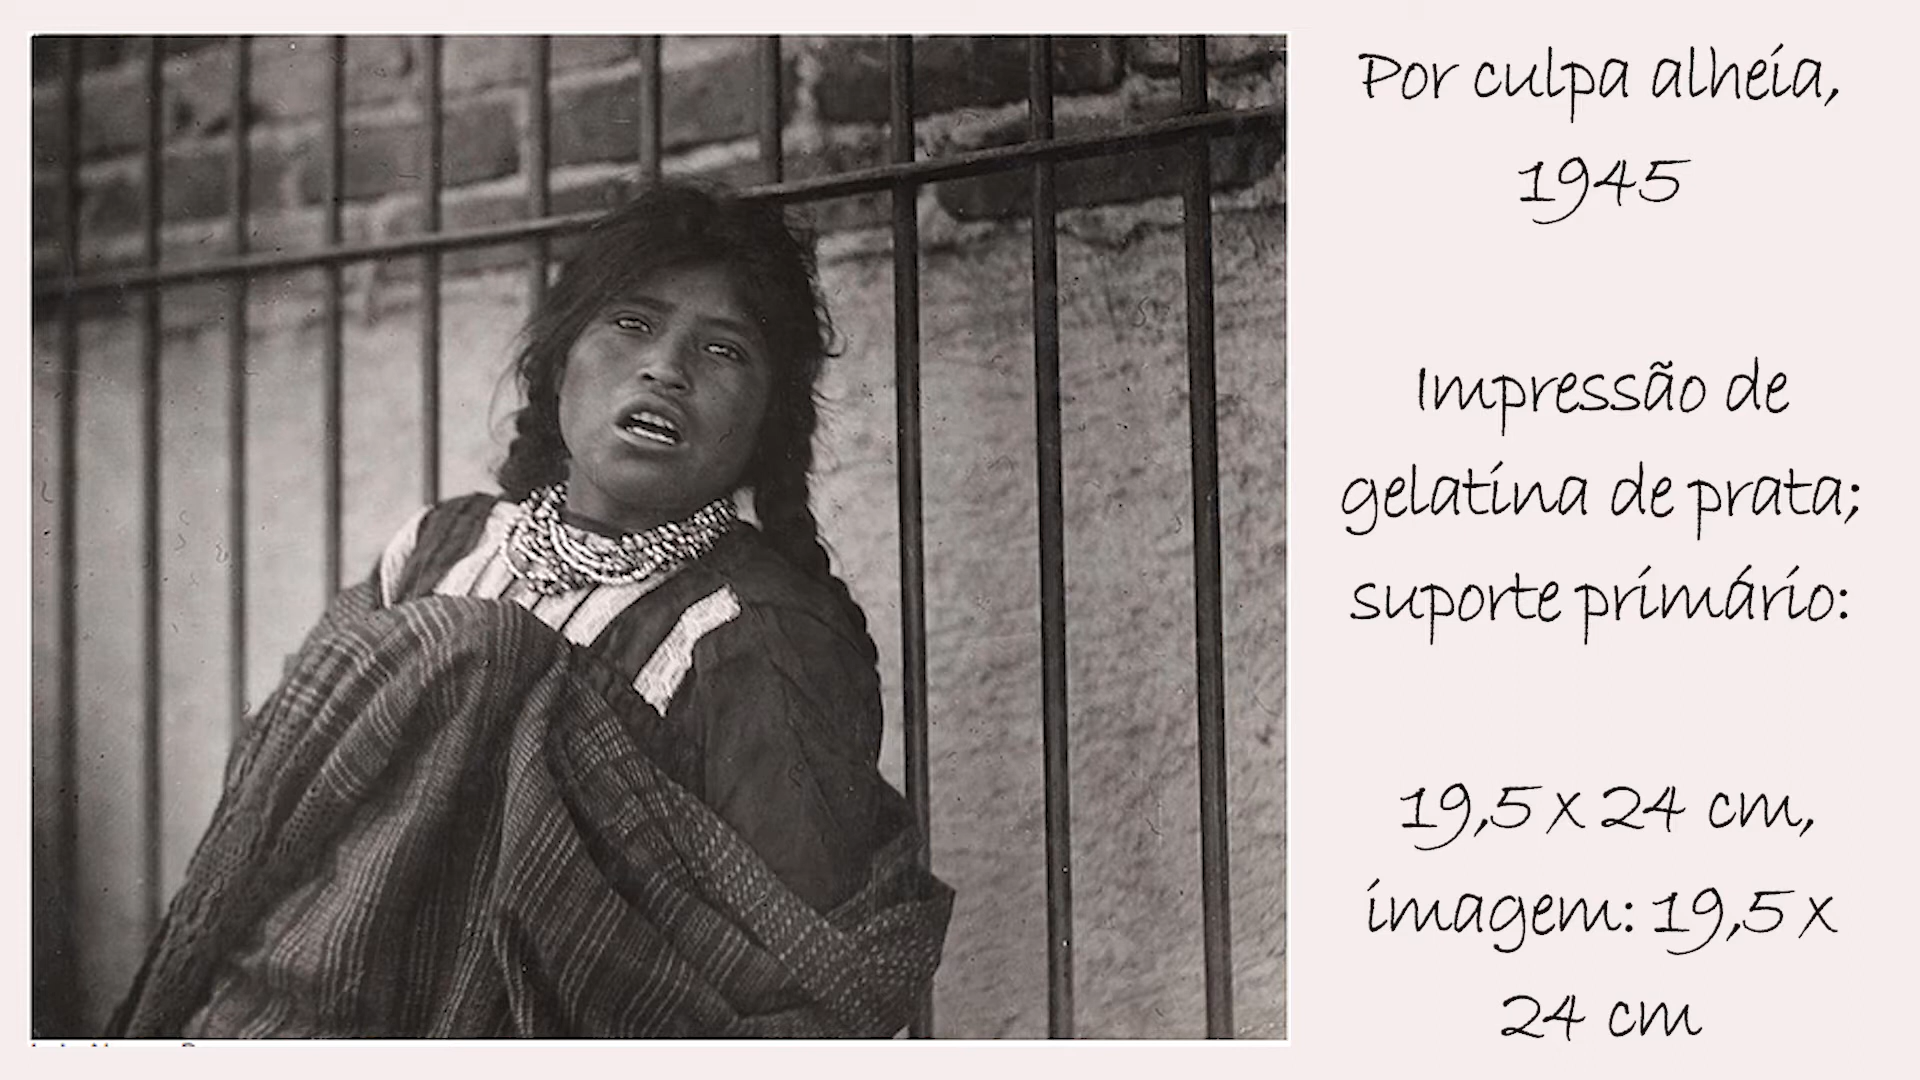 Por culpa alheia,
1945
Impressão de
gelatina de prata;
suporte primário:
19,5 x 24 cm,
imagem: 19,5 x
24 cm